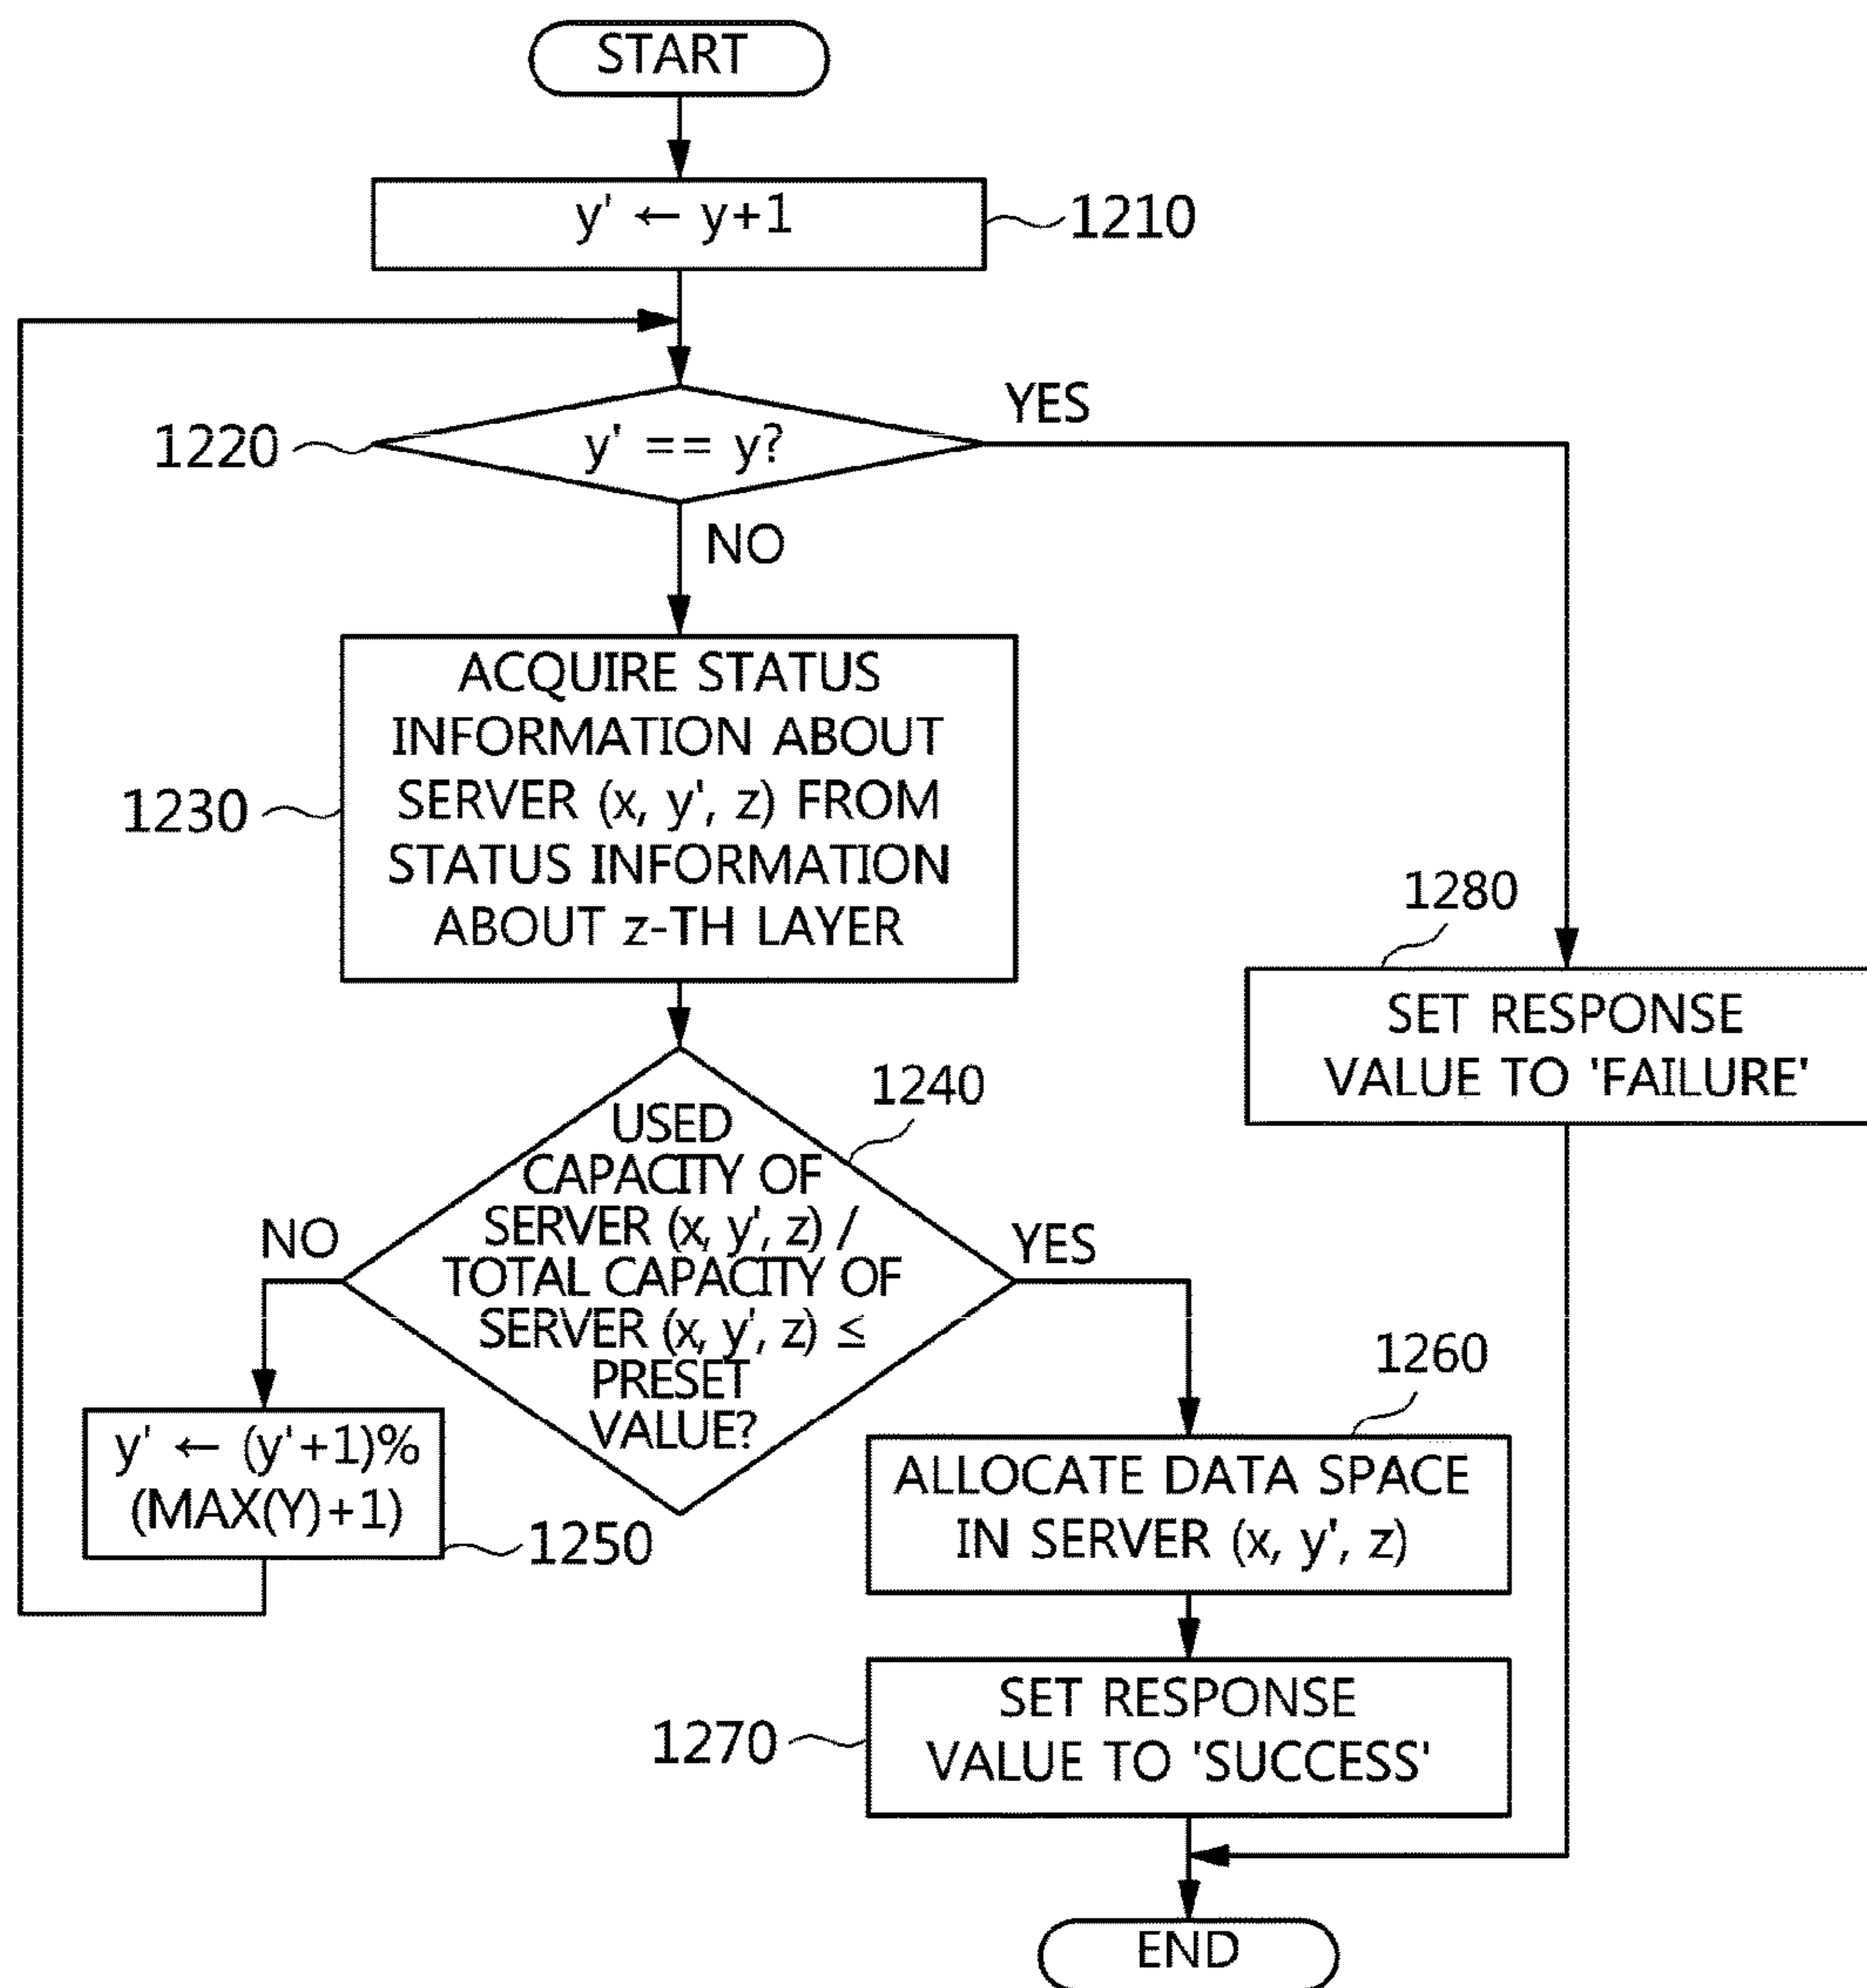 START
y' ← y+1
1210
YES
1220
y' == y?
NO
ACQUIRE STATUS
INFORMATION ABOUT
SERVER (x, y', z) FROM
STATUS INFORMATION
ABOUT z-TH LAYER
1230
1280
SET RESPONSE
VALUE TO 'FAILURE'
1240
USED
CAPACITY OF
SERVER (x, y', z) /
TOTAL CAPACITY OF
SERVER (x, y', z) ≤
PRESET
VALUE?
NO
YES
y' ← (y'+1)%
(MAX(Y)+1)
1250
1260
ALLOCATE DATA SPACE
IN SERVER (x, y', z)
1270
SET RESPONSE
VALUE TO 'SUCCESS'
END